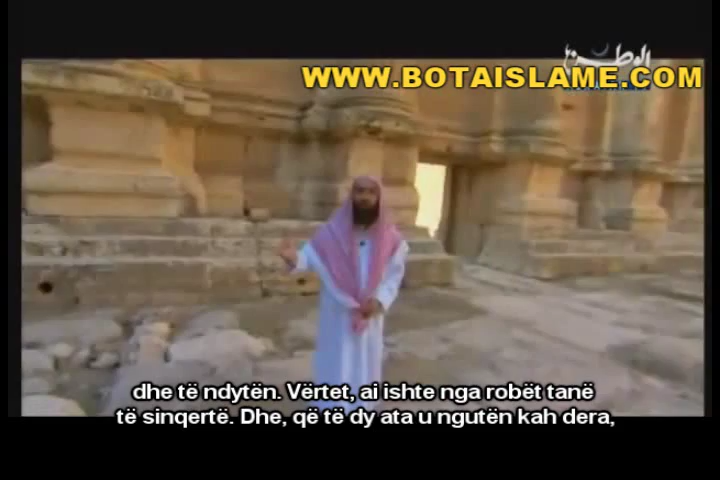 الوطن
WWW.BOTAISLAME.COM
dhe të ndytën. Vërtet, ai ishte nga robët tanë
të sinqertë. Dhe, që të dy ata u ngutën kah dera,